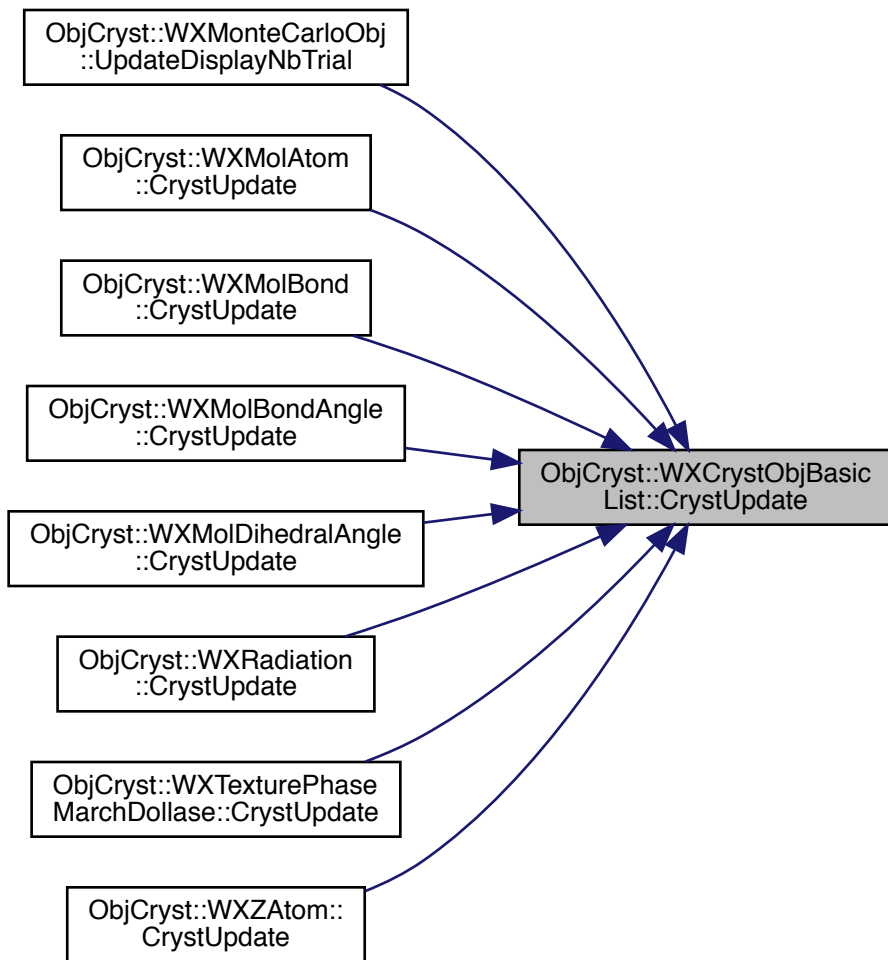 ObjCryst::WXMonteCarloObj
::UpdateDisplayNbTrial
ObjCryst::WXMolAtom
::CrystUpdate
ObjCryst::WXMolBond
::CrystUpdate
ObjCryst::WXMolBondAngle
::CrystUpdate
ObjCryst::WXCrystObjBasic
List::CrystUpdate
ObjCryst::WXMolDihedralAngle
::CrystUpdate
ObjCryst::WXRadiation
::CrystUpdate
ObjCryst::WXTexturePhase
MarchDollase::CrystUpdate
ObjCryst::WXZAtom::
CrystUpdate